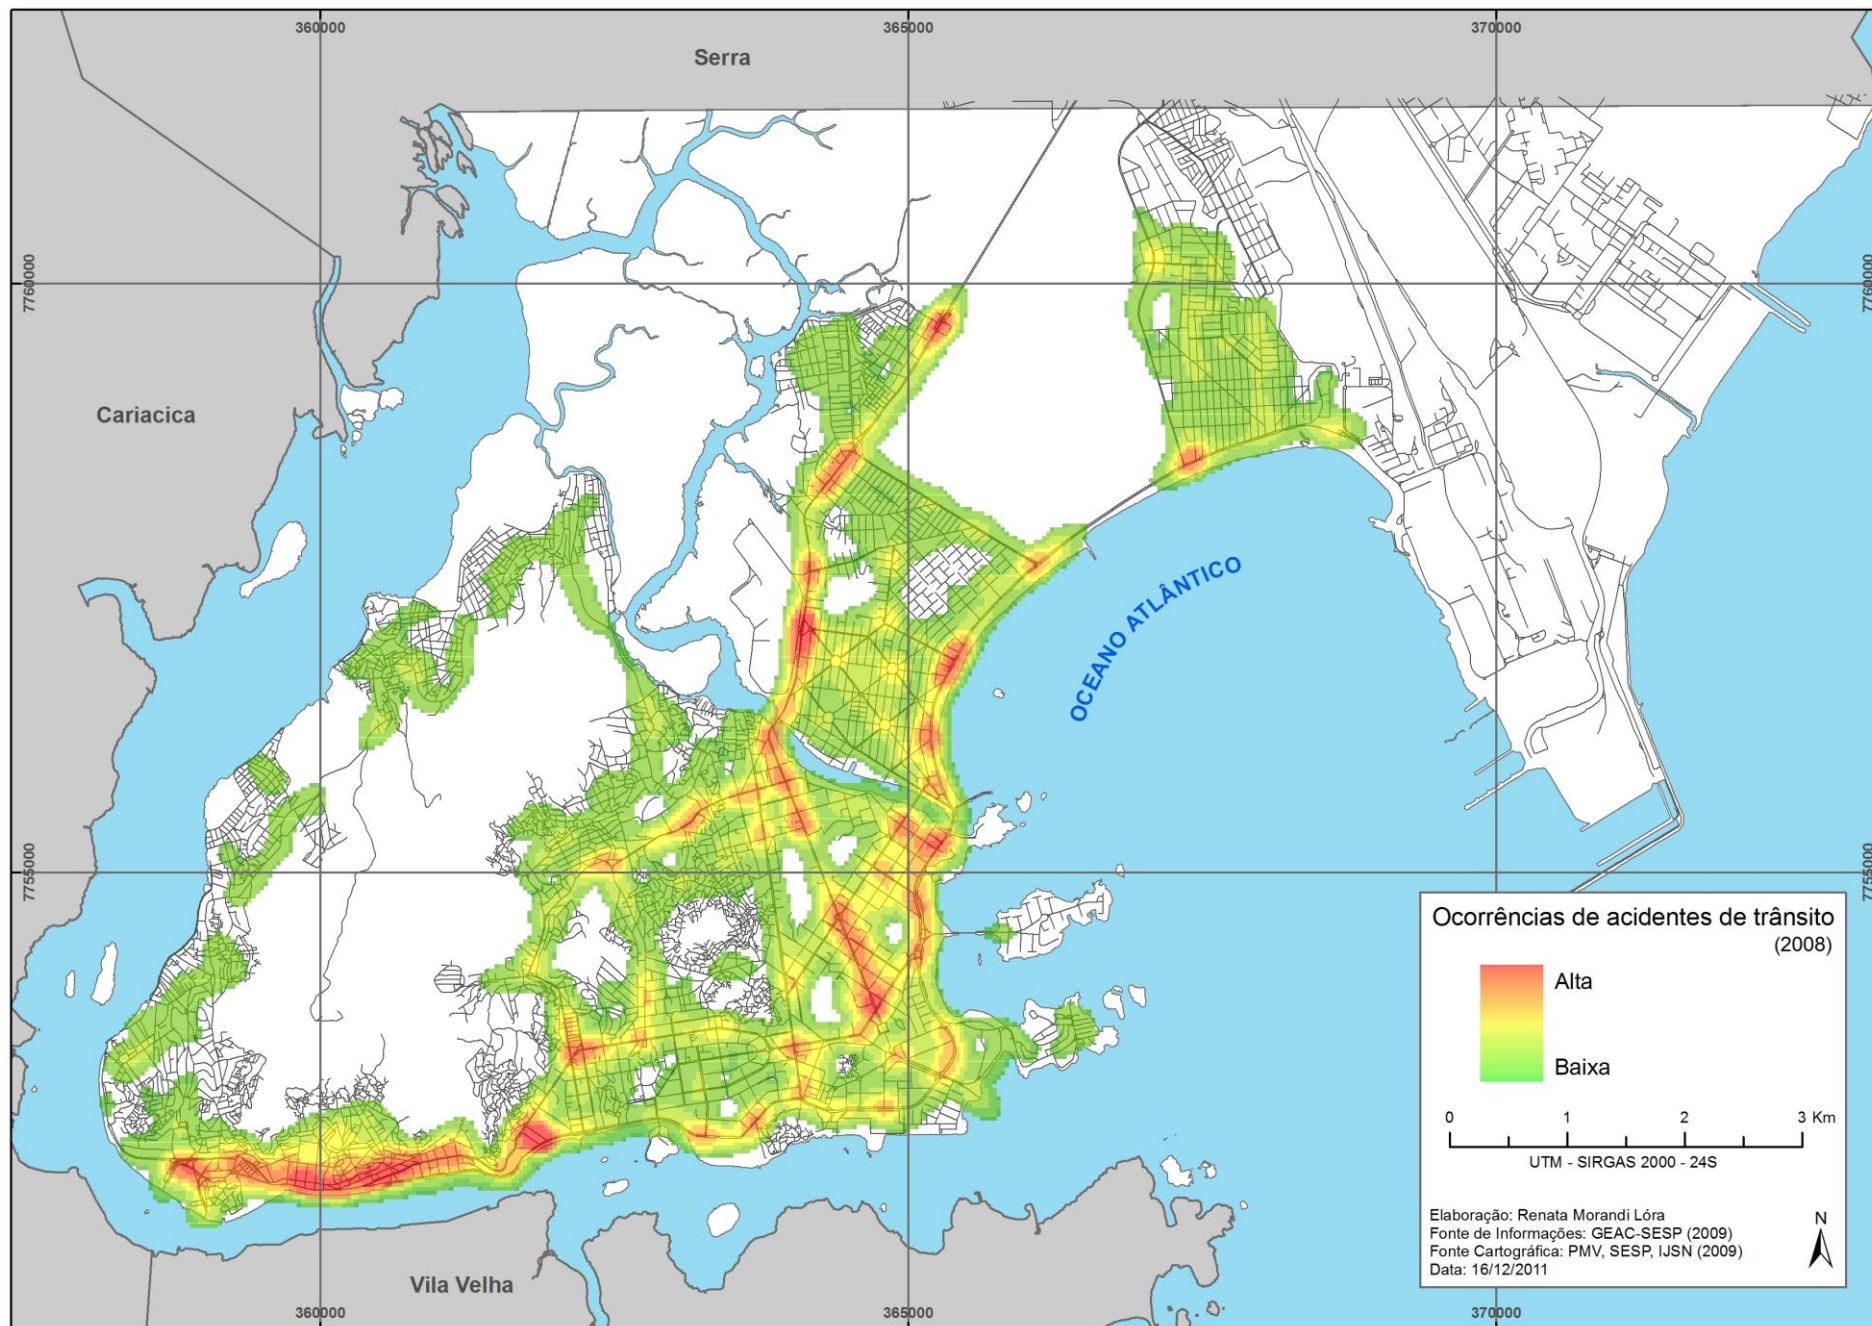 360000
365000
370000
Serra
7760000
7760000
Cariacica
OCEANO ATLÂNTICO
7755000
7755000
Ocorrências de acidentes de trânsito
(2008)
Alta
Baixa
0 1 2 3 Km
UTM - SIRGAS 2000 - 24S
Elaboração: Renata Morandi Lóra
Fonte de Informações: GEAC-SESP (2009)
Fonte Cartográfica: PMV, SESP, IJSN (2009)
Data: 16/12/2011
N
Vila Velha
360000
365000
370000